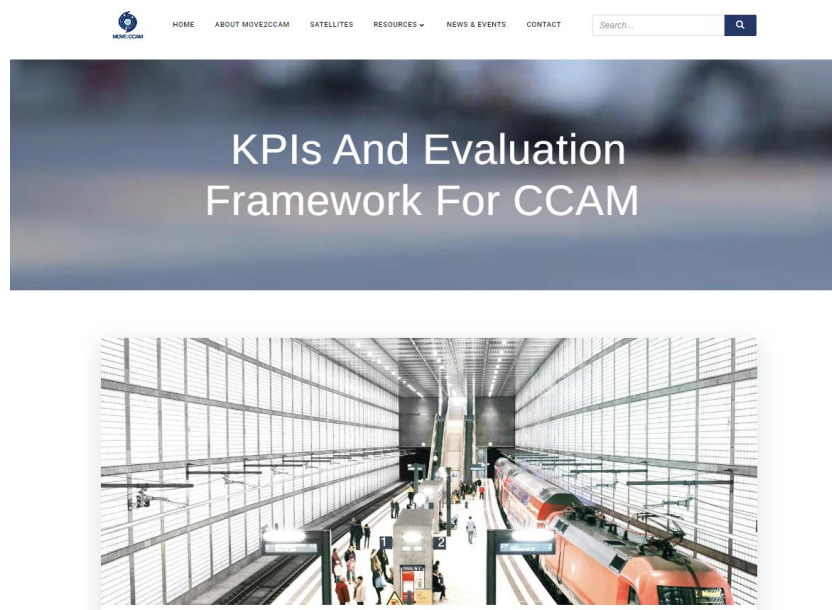 MOVE2CCAM
HOME ABOUT MOVE2CCAM SATELLITES RESOURCES NEWS & EVENTS CONTACT Search...
KPIs And Evaluation
Framework For CCAM
1 2